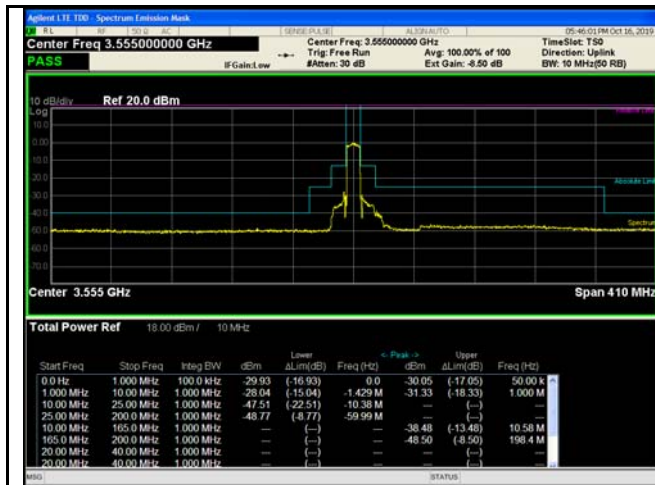 Agilent LTE TDD - Spectrum Emission Mask
RL RF 50 Ω AC SENSE:PULSE ALIGN AUTO 05:46:01 PM Oct 16, 2019
Center Freq 3.555000000 GHz Center Freq: 3.555000000 GHz TimeSlot: TS0
Trig: Free Run Avg: 100.00% of 100 Direction: Uplink
PASS IFGain:Low #Atten: 30 dB Ext Gain: -8.50 dB BW: 10 MHz(50 RB)
10 dB/div Ref 20.0 dBm
Log
10.0
0.00
-10.0
-20.0
-30.0
-40.0
-50.0
-60.0
-70.0
Absolute Limit
Spectrum
Center 3.555 GHz Span 410 MHz
Total Power Ref 18.00 dBm / 10 MHz
Lower <- Peak -> Upper
Start Freq Stop Freq Integ BW dBm ΔLim(dB) Freq (Hz) dBm ΔLim(dB) Freq (Hz)
0.0 Hz 1.000 MHz 100.0 kHz -29.93 (-16.93) 0.0 -30.05 (-17.05) 50.00 k
1.000 MHz 10.00 MHz 1.000 MHz -28.04 (-15.04) -1.429 M -31.33 (-18.33) 1.000 M
10.00 MHz 25.00 MHz 1.000 MHz -47.51 (-22.51) -10.38 M --- (---)
25.00 MHz 200.0 MHz 1.000 MHz -48.77 (-8.77) -59.99 M --- (---)
10.00 MHz 165.0 MHz 1.000 MHz --- (---) -38.48 (-13.48) 10.58 M
165.0 MHz 200.0 MHz 1.000 MHz --- (---) -48.50 (-8.50) 198.4 M
20.00 MHz 40.00 MHz 1.000 MHz --- (---) --- (---)
20.00 MHz 40.00 MHz 1.000 MHz --- (---) --- (---)
MSG STATUS